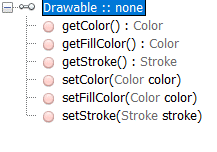 Drawable :: none
getColor() : Color
getFillColor() : Color
getStroke() : Stroke
setColor(Color color)
setFillColor(Color color)
setStroke(Stroke stroke)